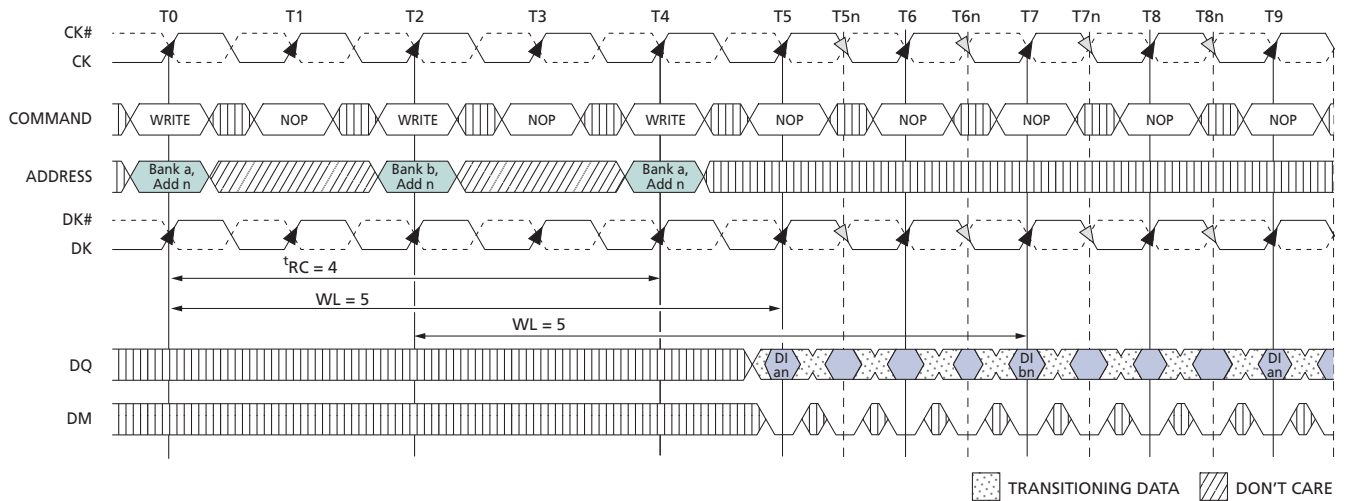 T0 T1 T2 T3 T4 T5 T5n T6 T6n T7 T7n T8 T8n T9
CK#
CK
COMMAND WRITE NOP WRITE NOP WRITE NOP NOP NOP NOP NOP
ADDRESS Bank a, Add n Bank b, Add n Bank a, Add n
DK#
DK
tRC = 4
WL = 5
WL = 5
DQ DI an DI bn DI an
DM
TRANSITIONING DATA DON'T CARE